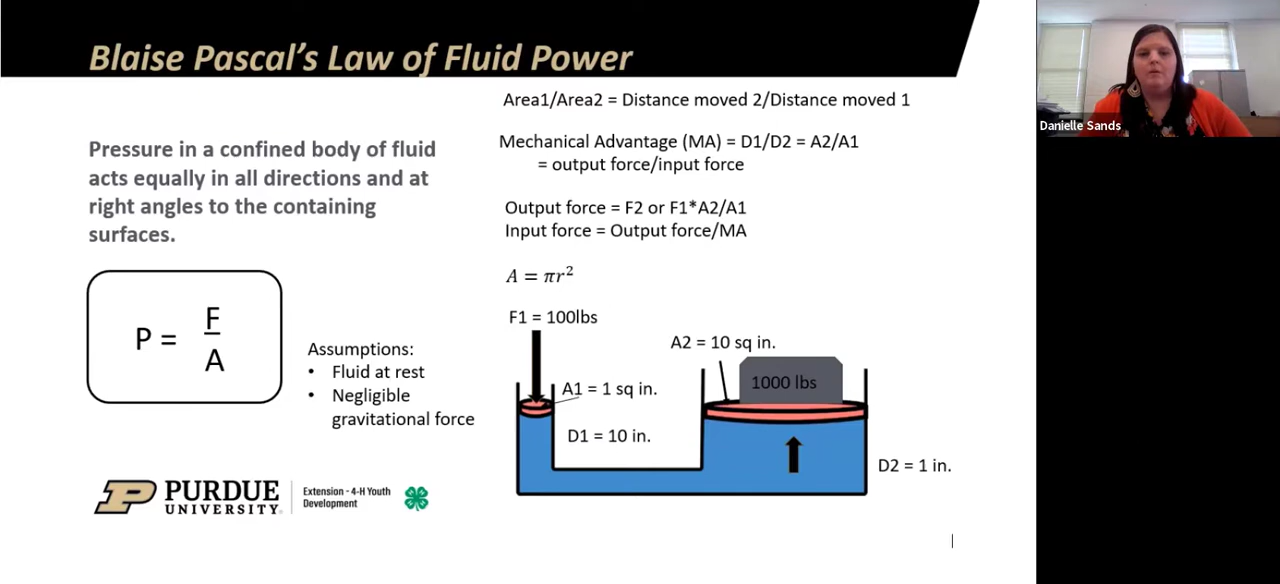 Blaise Pascal's Law of Fluid Power
Pressure in a confined body of fluid
acts equally in all directions and at
right angles to the containing
surfaces.
P = F
A
Assumptions:
• Fluid at rest
• Negligible
gravitational force
Area1/Area2 = Distance moved 2/Distance moved 1
Mechanical Advantage (MA) = D1/D2 = A2/A1
= output force/input force
Output force = F2 or F1*A2/A1
Input force = Output force/MA
A = πr²
F1 = 100lbs
A2 = 10 sq in.
1000 lbs
A1 = 1 sq in.
D1 = 10 in.
D2 = 1 in.
PURDUE
UNIVERSITY
Extension - 4-H Youth
Development
Danielle Sands